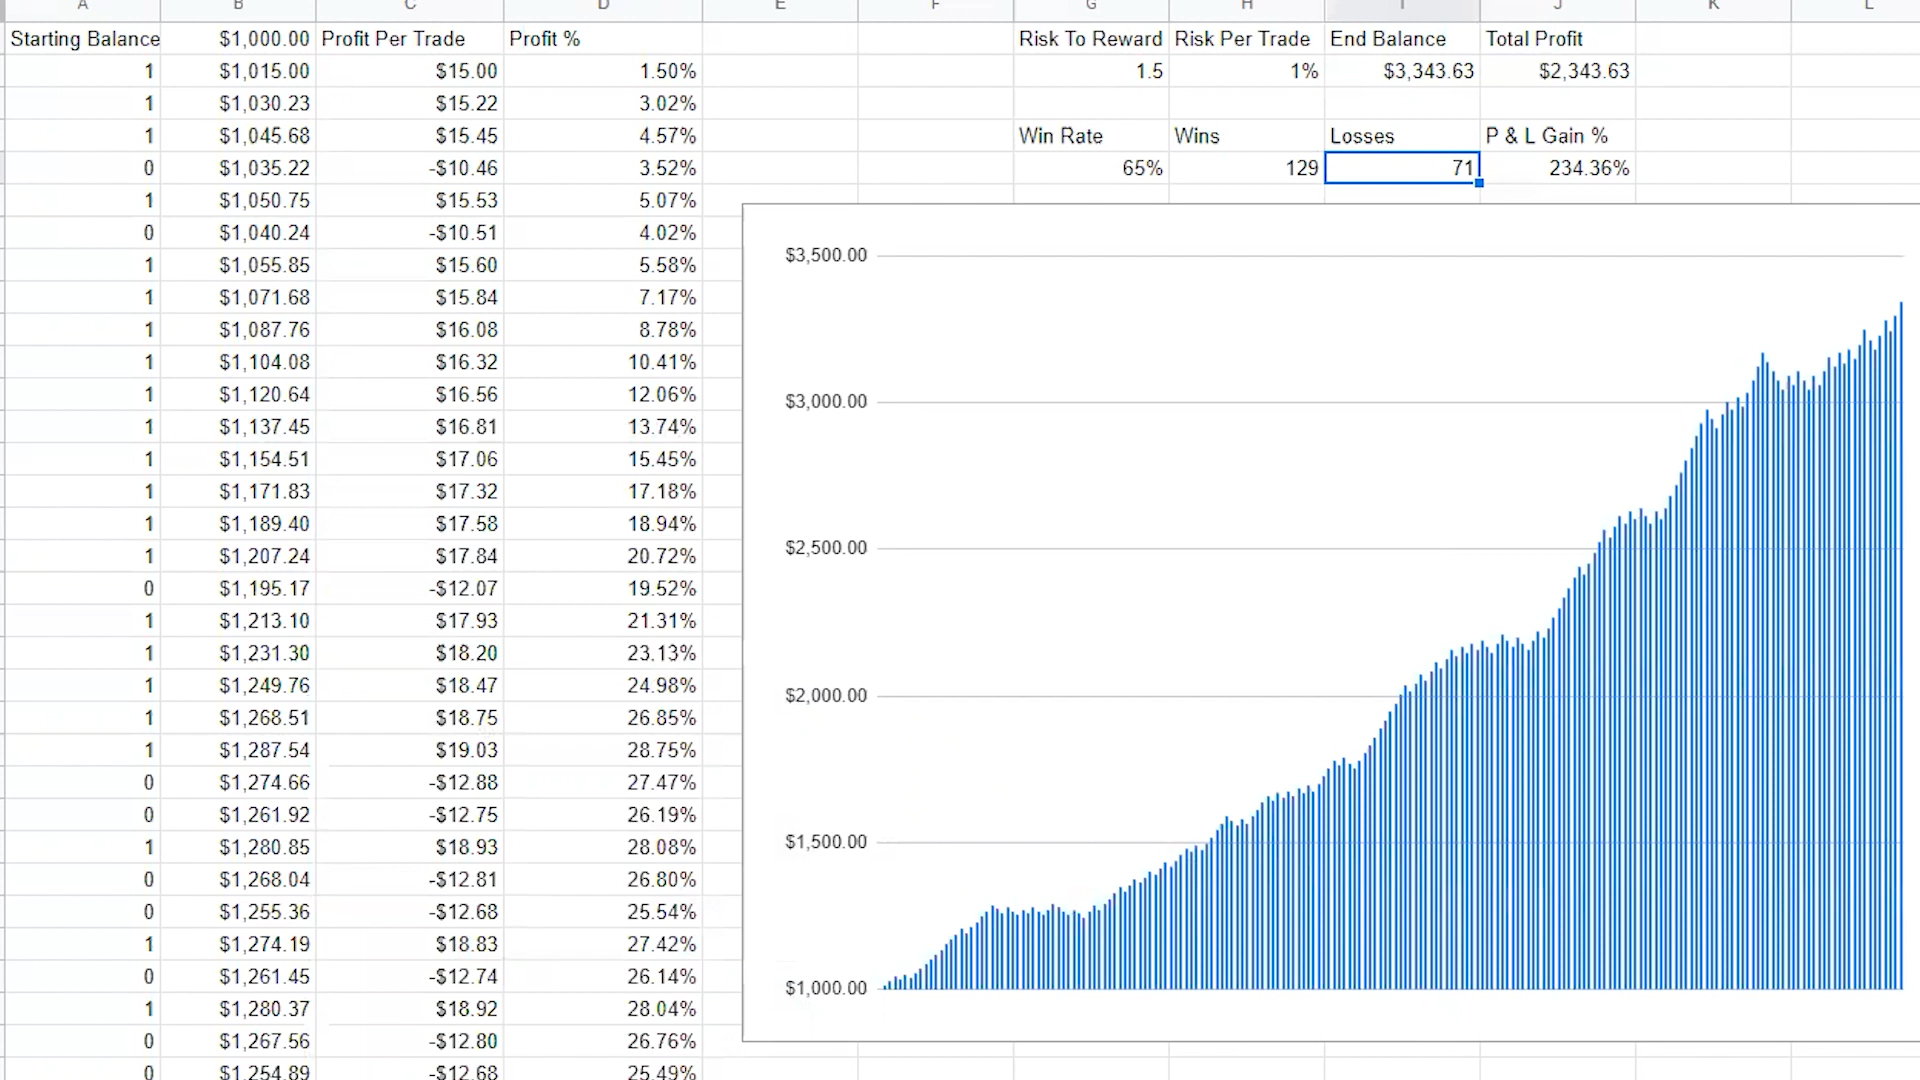 A B C D E F G H I J K L
Starting Balance $1,000.00 Profit Per Trade Profit % Risk To Reward Risk Per Trade End Balance Total Profit
1 $1,015.00 $15.00 1.50% 1.5 1% $3,343.63 $2,343.63
1 $1,030.23 $15.22 3.02%
1 $1,045.68 $15.45 4.57% Win Rate Wins Losses P & L Gain %
0 $1,035.22 -$10.46 3.52% 65% 129 71 234.36%
1 $1,050.75 $15.53 5.07%
0 $1,040.24 -$10.51 4.02%
1 $1,055.85 $15.60 5.58%
1 $1,071.68 $15.84 7.17%
1 $1,087.76 $16.08 8.78%
1 $1,104.08 $16.32 10.41%
1 $1,120.64 $16.56 12.06%
1 $1,137.45 $16.81 13.74%
1 $1,154.51 $17.06 15.45%
1 $1,171.83 $17.32 17.18%
1 $1,189.40 $17.58 18.94%
1 $1,207.24 $17.84 20.72%
0 $1,195.17 -$12.07 19.52%
1 $1,213.10 $17.93 21.31%
1 $1,231.30 $18.20 23.13%
1 $1,249.76 $18.47 24.98%
1 $1,268.51 $18.75 26.85%
1 $1,287.54 $19.03 28.75%
0 $1,274.66 -$12.88 27.47%
0 $1,261.92 -$12.75 26.19%
1 $1,280.85 $18.93 28.08%
0 $1,268.04 -$12.81 26.80%
0 $1,255.36 -$12.68 25.54%
1 $1,274.19 $18.83 27.42%
0 $1,261.45 -$12.74 26.14%
1 $1,280.37 $18.92 28.04%
0 $1,267.56 -$12.80 26.76%
0 $1,254.89 -$12.68 25.49%
$3,500.00
$3,000.00
$2,500.00
$2,000.00
$1,500.00
$1,000.00